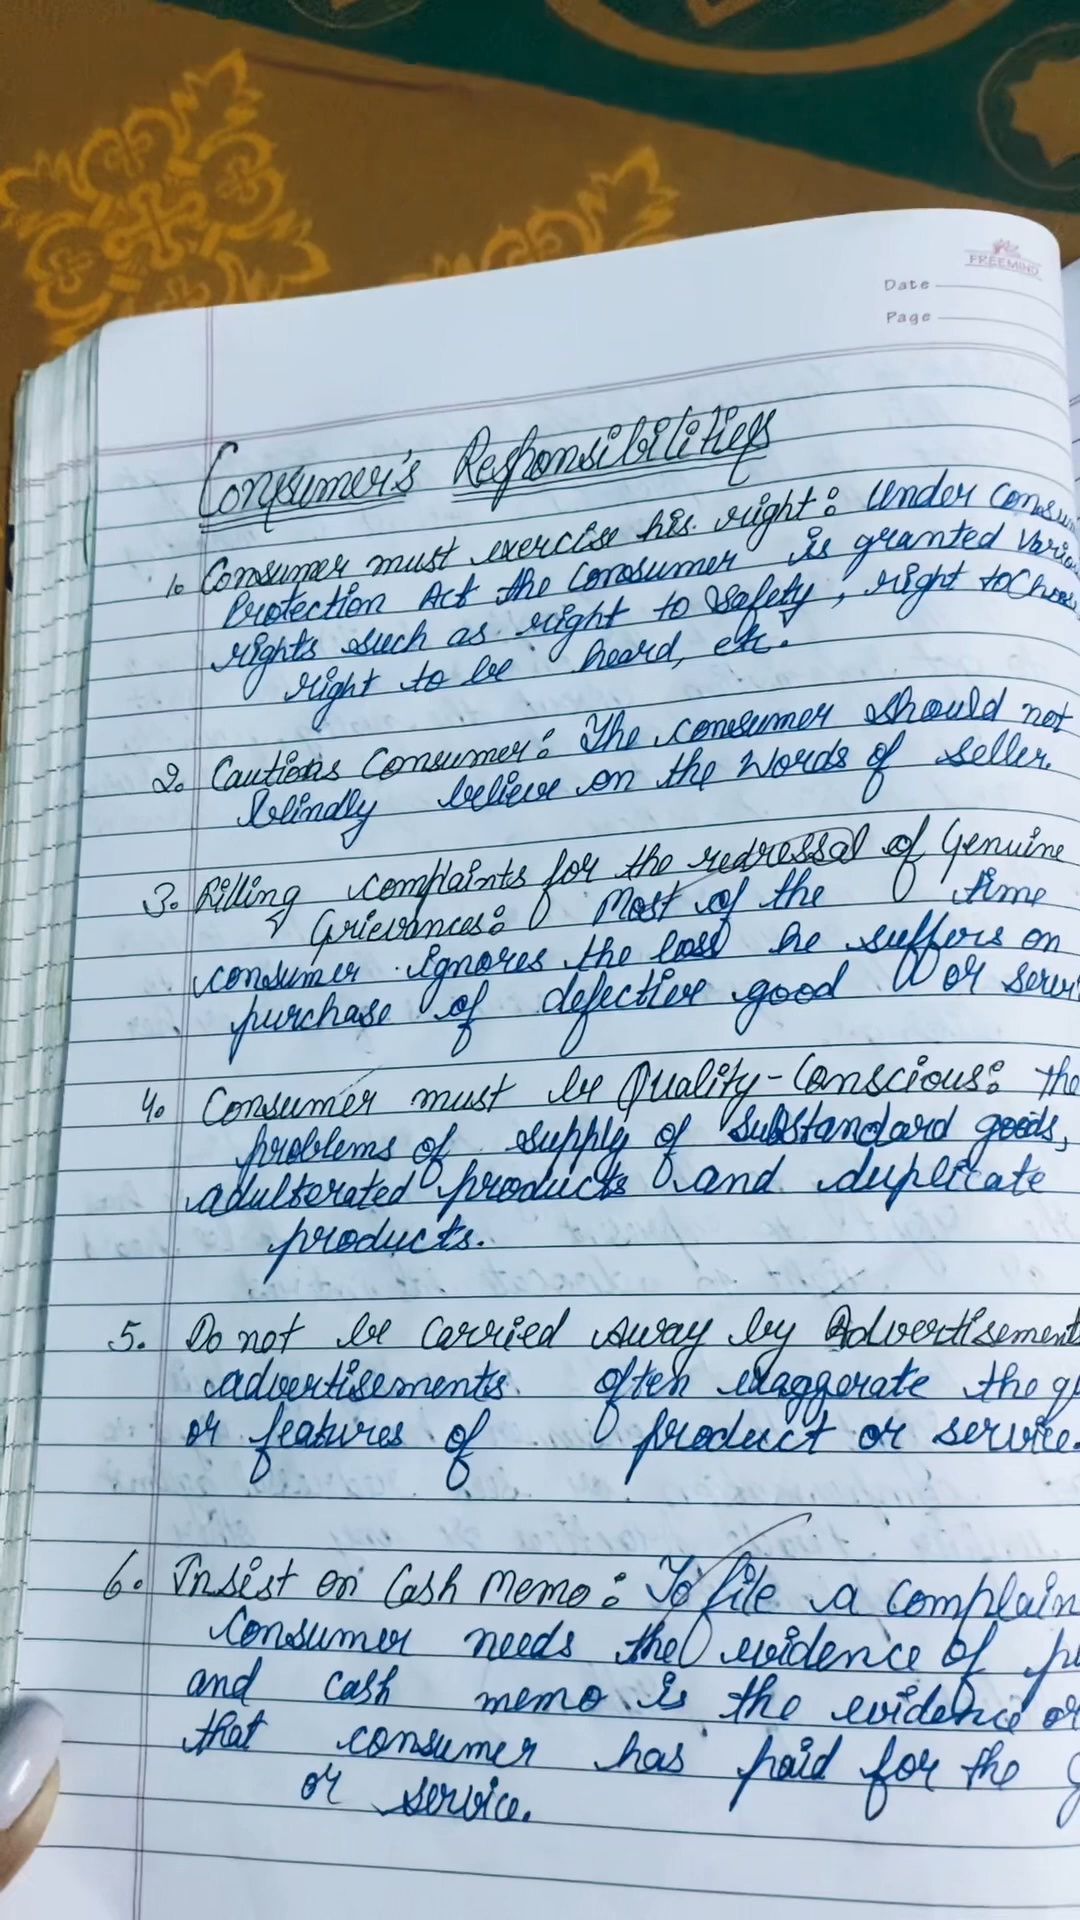 FREEMIND
Date
Page
Consumer's Responsibilities
1. Consumer must exercise his right: Under
Protection Act the consumer is granted
rights such as right to safety, right to
right to be heard, etc.
2. Cautions Consumer: The consumer should not
blindly believe on the words of seller.
3. Filling complaints for the redressal of Genuine
Grievances: Most of the time
consumer ignores the loss he suffers on
purchase of defective good or
4. Consumer must be Quality-Conscious: the
problems of supply of substandard goods,
adulterated products and duplicate
products.
5. Do not be Carried Away by Advertisement
advertisements often exaggerate the
or features of product or service.
6. Insist on Cash Memo: To file a complain
consumer needs the evidence of
and cash memo is the evidence or
that consumer has paid for the
or service.